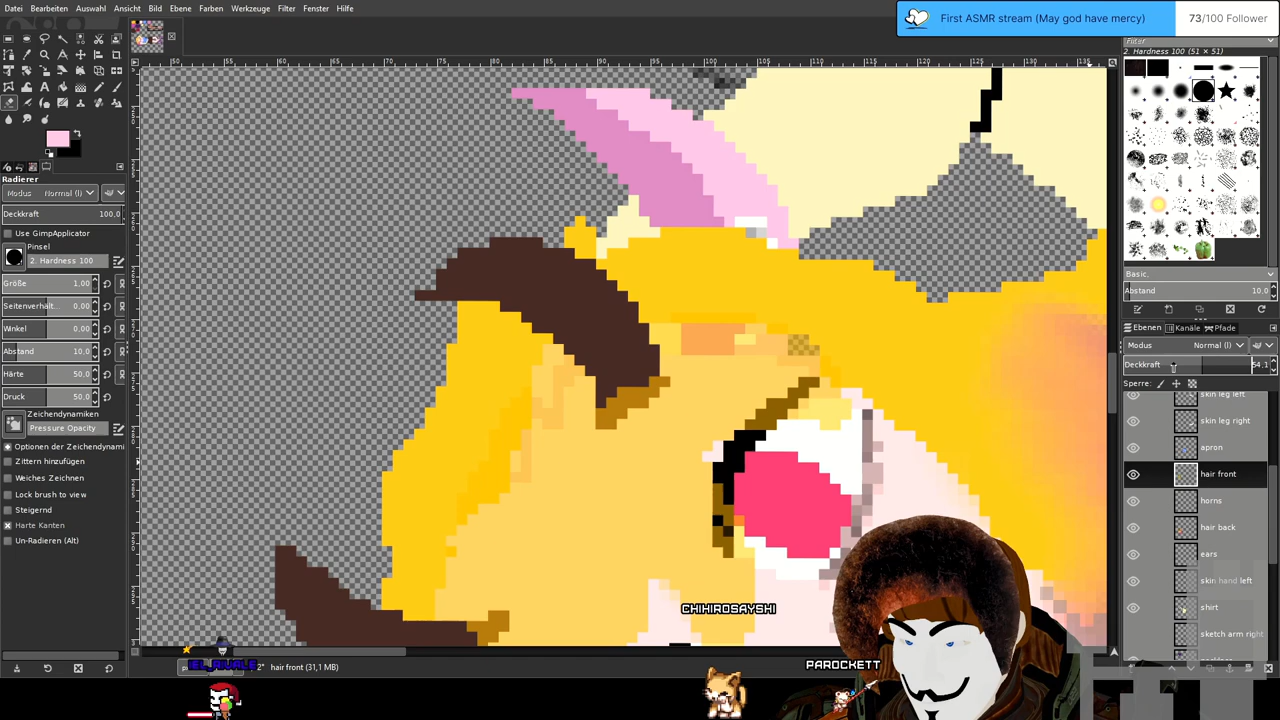 Datei Bearbeiten Auswahl Ansicht Bild Ebene Farben Werkzeuge Filter Fenster Hilfe
First ASMR stream (May god have mercy)
73/100 Follower
Filter
2. Hardness 100 (51 × 51)
Radierer
Modus Normal (l)
Deckkraft 100,0
Use GimpApplicator
Pinsel
2. Hardness 100
Größe 1,00
Seitenverhält... 0,00
Winkel 0,00
Abstand 10,0
Härte 50,0
Druck 50,0
Zeichendynamiken
Pressure Opacity
Optionen der Zeichendynami
Zittern hinzufügen
Weiches Zeichnen
Lock brush to view
Steigernd
Harte Kanten
Un-Radieren (Alt)
Basic,
Abstand 10,0
Ebenen Kanäle Pfade
Modus Normal (l)
Deckkraft 54,1
Sperre:
skin leg left
skin leg right
apron
hair front
horns
hair back
ears
skin hand left
shirt
sketch arm right
CHIHIROSAYSHI
PAROCKETT
hair front (31,1 MB)